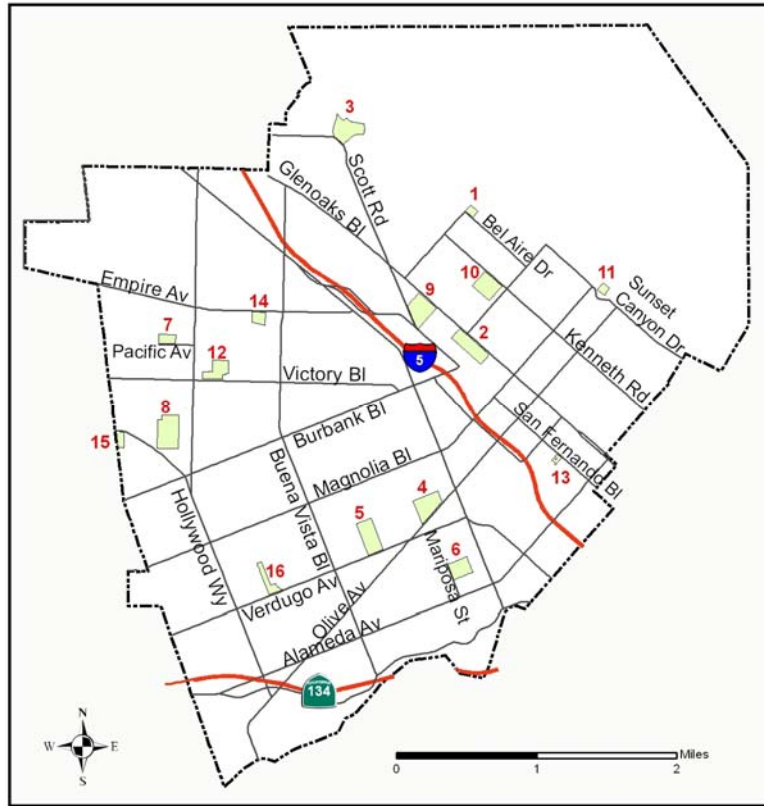 3
Scott Rd
Glenoaks Bl
1
Bel Aire Dr
11
Sunset
Canyon Dr
10
9
2
Kenneth Rd
Empire Av
14
7
Pacific Av
12
5
Victory Bl
8
15
Burbank Bl
San Fernando Bl
13
Buena Vista Bl
Magnolia Bl
4
5
Hollywood Wy
16
Mariposa St
6
Verdugo Av
Olive Av
Alameda Av
CALIFORNIA
134
N
W
E
S
Miles
0
1
2